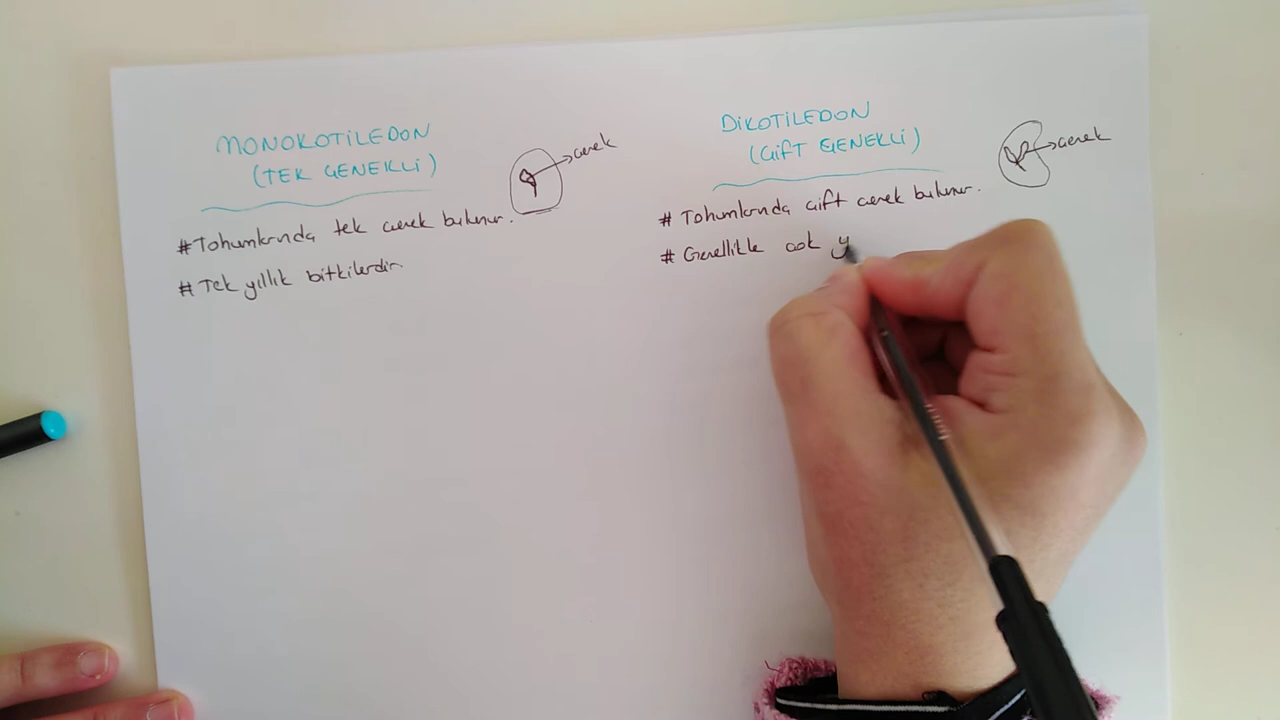 MONOKOTİLEDON
(TEK ÇENEKLİ)
çenek
#Tohumlarında tek çenek bulunur.
#Tek yıllık bitkilerdir
DİKOTİLEDON
(ÇİFT ÇENEKLİ)
çenek
# Tohumlarında çift çenek bulunur.
# Genellikle çok y